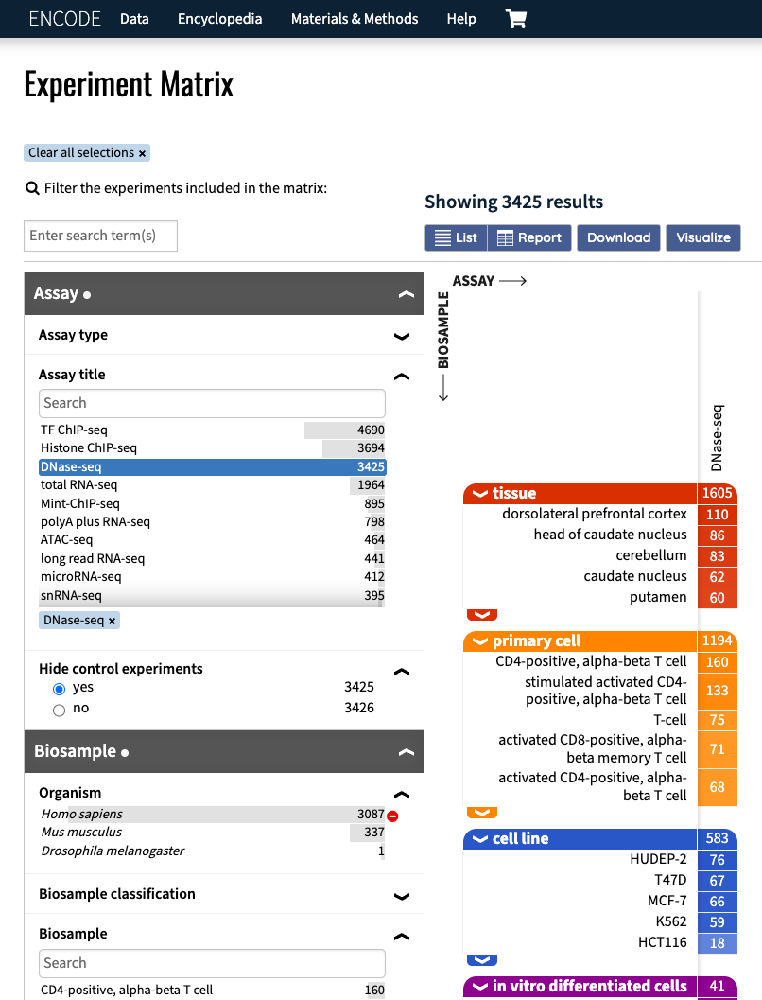 ENCODE Data Encyclopedia Materials & Methods Help
Experiment Matrix
Clear all selections ×
Filter the experiments included in the matrix:
Enter search term(s)
Showing 3425 results
List Report Download Visualize
Assay
Assay type
Assay title
Search
TF ChIP-seq 4690
Histone ChIP-seq 3694
DNase-seq 3425
total RNA-seq 1964
Mint-ChIP-seq 895
polyA plus RNA-seq 798
ATAC-seq 464
long read RNA-seq 441
microRNA-seq 412
snRNA-seq 395
DNase-seq ×
Hide control experiments
yes 3425
no 3426
Biosample
Organism
Homo sapiens 3087
Mus musculus 337
Drosophila melanogaster 1
Biosample classification
Biosample
Search
CD4-positive, alpha-beta T cell 160
ASSAY
BIOSAMPLE
DNase-seq
tissue 1605
dorsolateral prefrontal cortex 110
head of caudate nucleus 86
cerebellum 83
caudate nucleus 62
putamen 60
primary cell 1194
CD4-positive, alpha-beta T cell 160
stimulated activated CD4-
positive, alpha-beta T cell 133
T-cell 75
activated CD8-positive, alpha-
beta memory T cell 71
activated CD4-positive, alpha-
beta T cell 68
cell line 583
HUDEP-2 76
T47D 67
MCF-7 66
K562 59
HCT116 18
in vitro differentiated cells 41